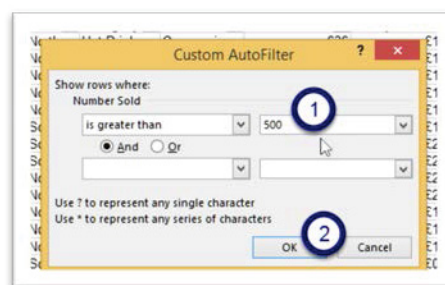 Custom AutoFilter ? ×
Show rows where:
Number Sold
is greater than 500
1
And Or
Use ? to represent any single character
Use * to represent any series of characters
2
OK Cancel